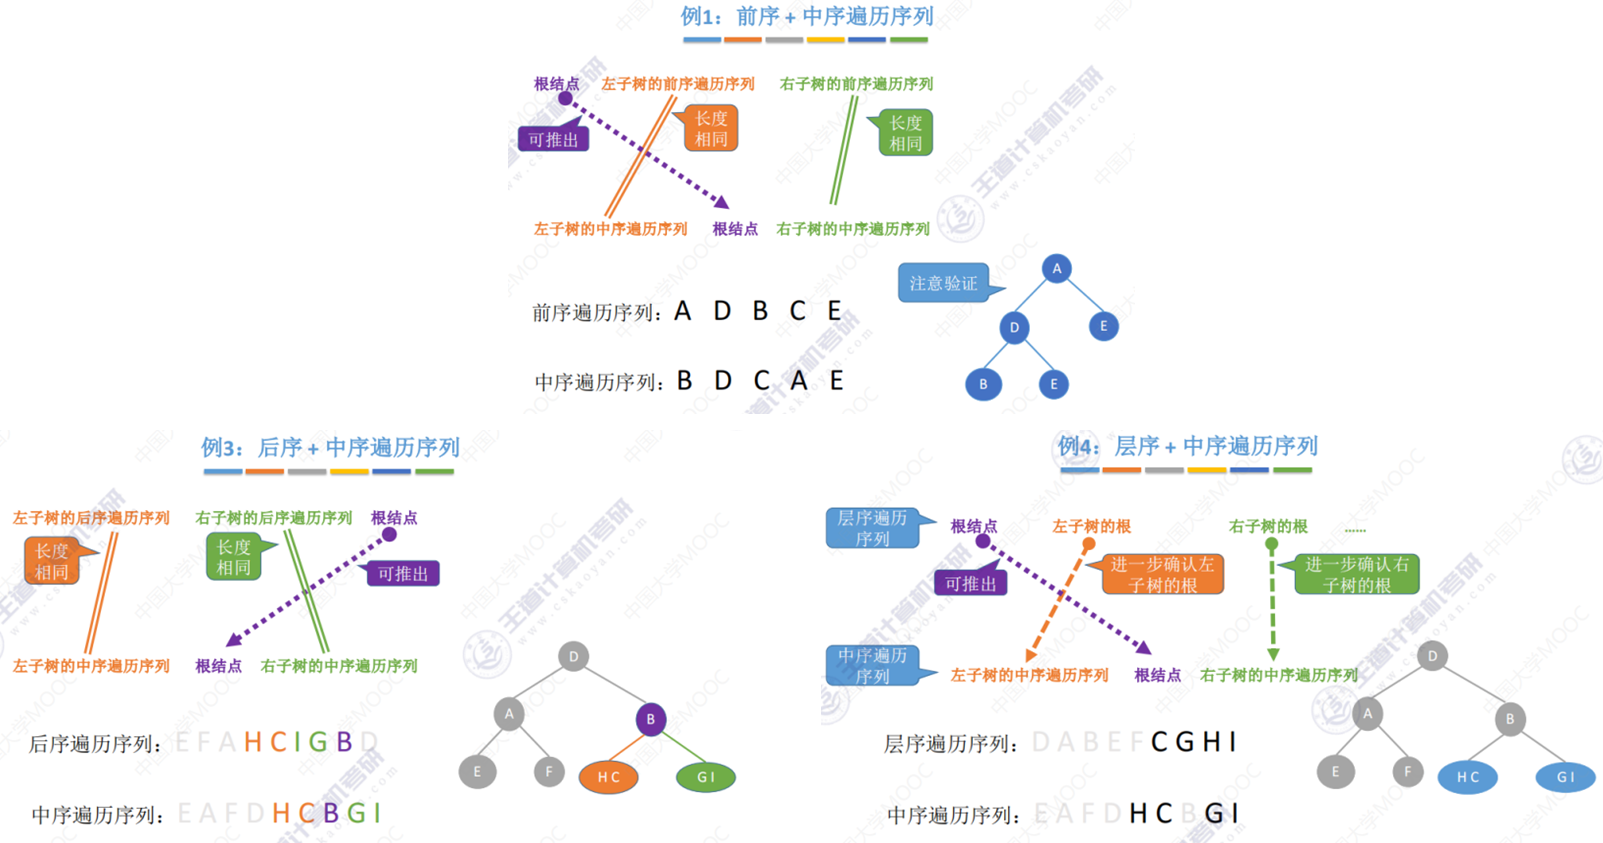 例1：前序 + 中序遍历序列
根结点 左子树的前序遍历序列 右子树的前序遍历序列
可推出
长度
相同
长度
相同
左子树的中序遍历序列 根结点 右子树的中序遍历序列
注意验证
前序遍历序列：A D B C E
中序遍历序列：B D C A E
A
D
E
B
E
例3：后序 + 中序遍历序列
左子树的后序遍历序列 右子树的后序遍历序列 根结点
长度
相同
长度
相同
可推出
左子树的中序遍历序列 根结点 右子树的中序遍历序列
后序遍历序列：E F A H C I G B D
中序遍历序列：E A F D H C B G I
D
A
B
E
F
H C
G I
例4：层序 + 中序遍历序列
层序遍历
序列
根结点 左子树的根 右子树的根 ……
可推出
进一步确认左
子树的根
进一步确认右
子树的根
中序遍历
序列
左子树的中序遍历序列 根结点 右子树的中序遍历序列
层序遍历序列：D A B E F C G H I
中序遍历序列：E A F D H C B G I
D
A
B
E
F
H C
G I
王道计算机考研
www.cskaoyan.com
中国大学MOOC